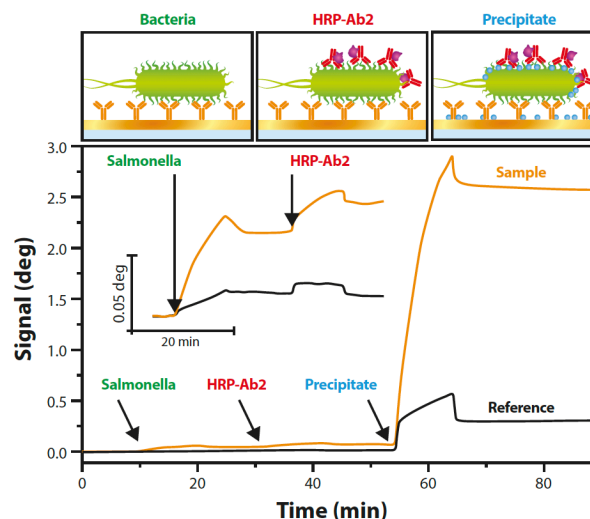 Bacteria
HRP-Ab2
Precipitate
3.0
2.5
2.0
1.5
1.0
0.5
0.0
Signal (deg)
Salmonella
HRP-Ab2
Sample
0.05 deg
20 min
Salmonella
HRP-Ab2
Precipitate
Reference
0
20
40
60
80
Time (min)